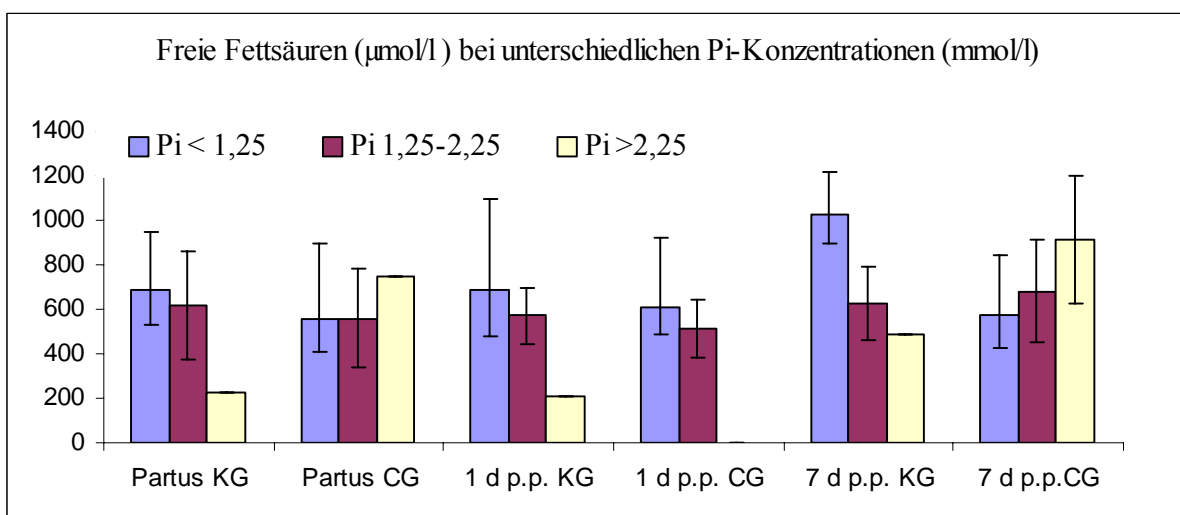 Freie Fettsäuren (µmol/l ) bei unterschiedlichen Pi-Konzentrationen (mmol/l)
1400
Pi < 1,25 Pi 1,25-2,25 Pi >2,25
1200
1000
800
600
400
200
0
Partus KG Partus CG 1 d p.p. KG 1 d p.p. CG 7 d p.p. KG 7 d p.p.CG